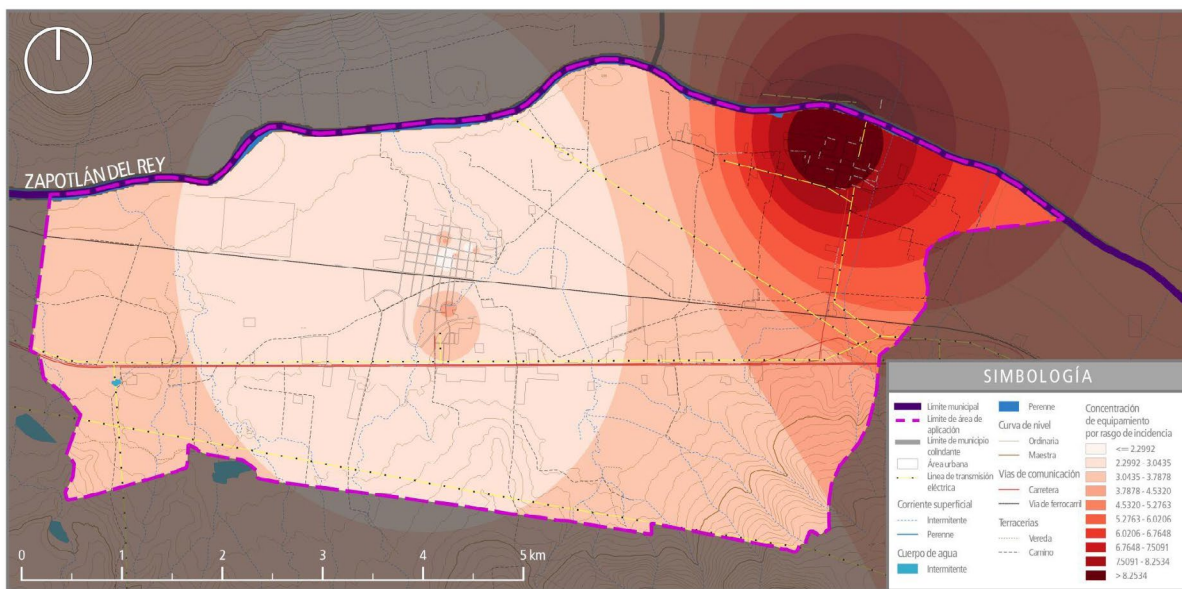 ZAPOTLÁN DEL REY
0 1 2 3 4 5 km
SIMBOLOGÍA
Límite municipal
Límite de área de
aplicación
Límite de municipio
colindante
Área urbana
Línea de transmisión
eléctrica
Corriente superficial
Intermitente
Perenne
Cuerpo de agua
Intermitente
Perenne
Curva de nivel
Ordinaria
Maestra
Vías de comunicación
Carretera
Vía de ferrocarril
Terracerias
Vereda
Camino
Concentración
de equipamiento
por rasgo de incidencia
<= 2.2992
2.2992 - 3.0435
3.0435 - 3.7878
3.7878 - 4.5320
4.5320 - 5.2763
5.2763 - 6.0206
6.0206 - 6.7648
6.7648 - 7.5091
7.5091 - 8.2534
> 8.2534